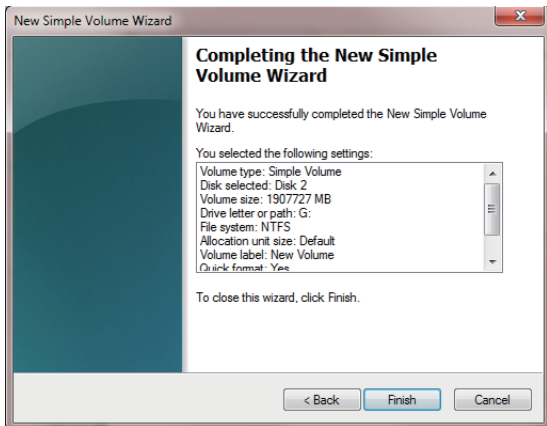 New Simple Volume Wizard
Completing the New Simple
Volume Wizard
You have successfully completed the New Simple Volume
Wizard.
You selected the following settings:
Volume type: Simple Volume
Disk selected: Disk 2
Volume size: 1907727 MB
Drive letter or path: G:
File system: NTFS
Allocation unit size: Default
Volume label: New Volume
Quick format: Yes
To close this wizard, click Finish.
< Back Finish Cancel